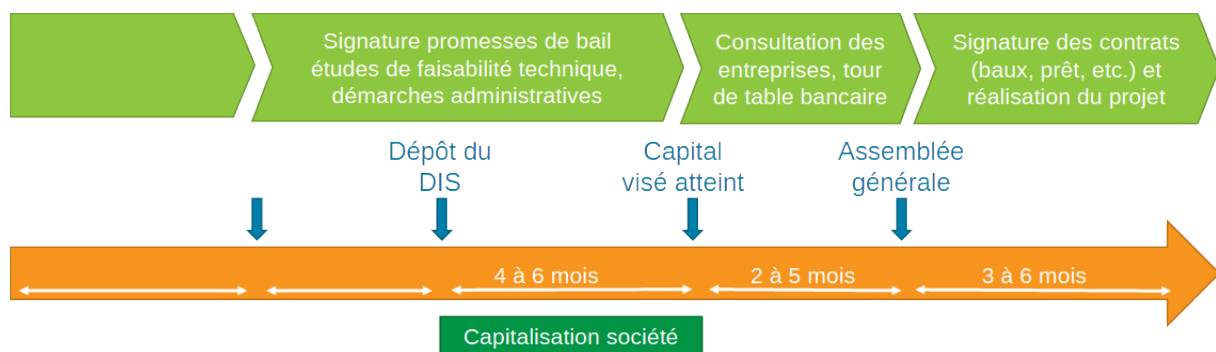 Signature promesses de bail
études de faisabilité technique,
démarches administratives
Consultation des
entreprises, tour
de table bancaire
Signature des contrats
(baux, prêt, etc.) et
réalisation du projet
Dépôt du
DIS
Capital
visé atteint
Assemblée
générale
4 à 6 mois
2 à 5 mois
3 à 6 mois
Capitalisation société